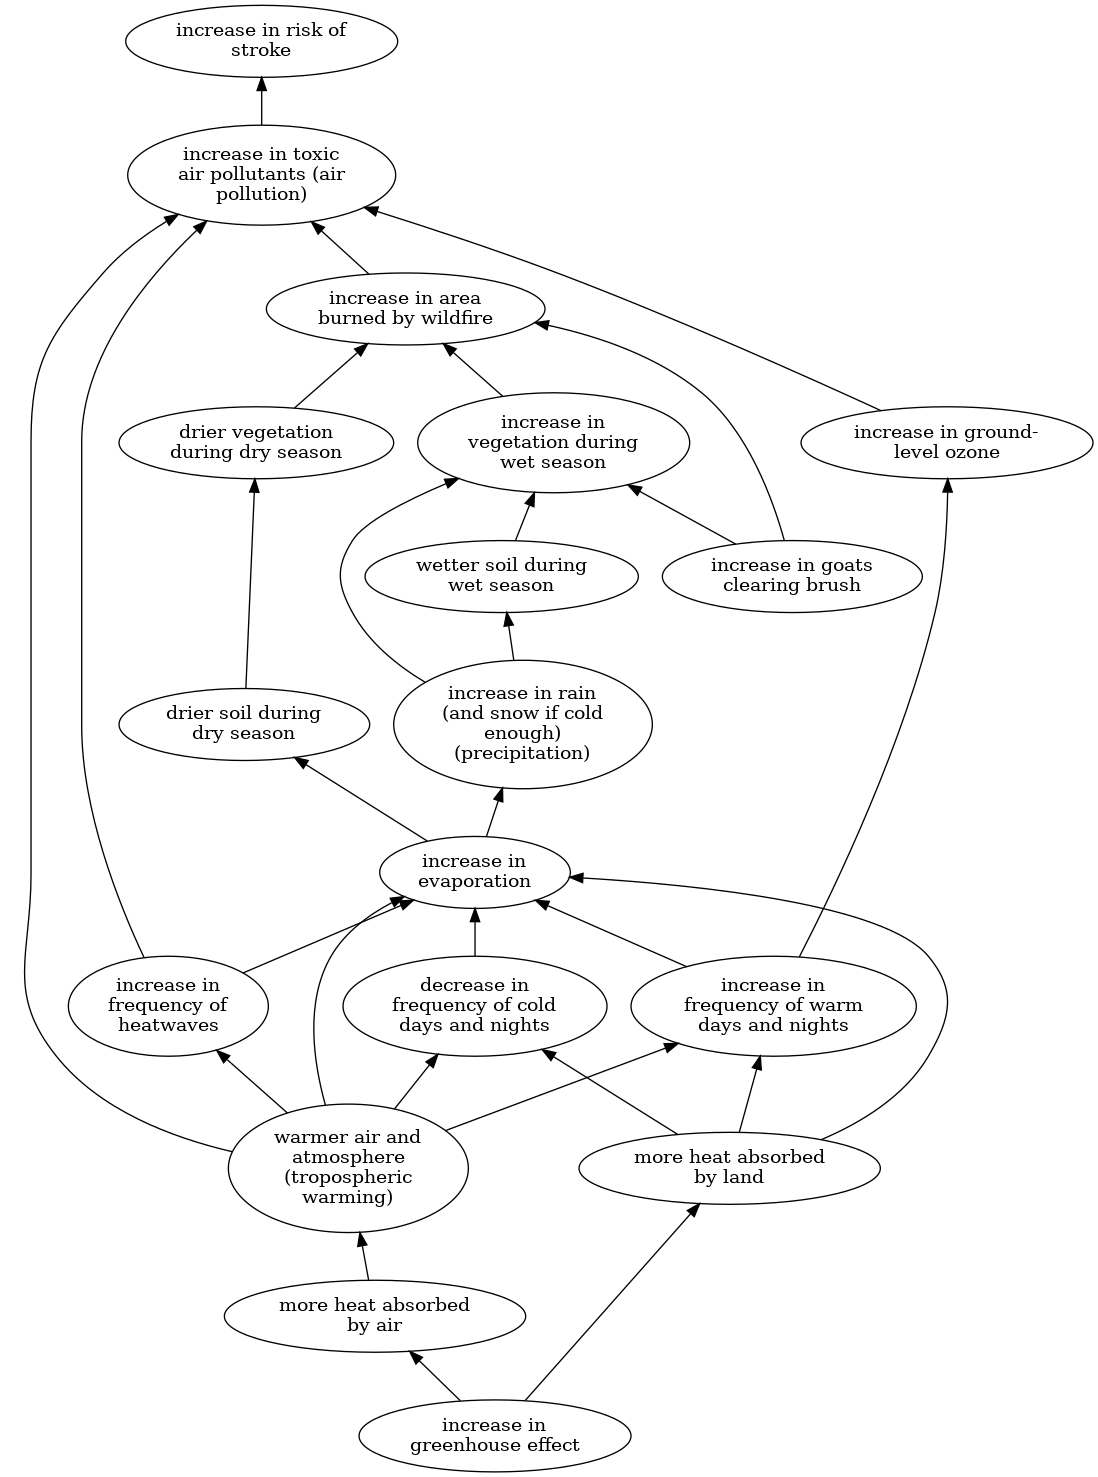 increase in risk of
stroke
increase in toxic
air pollutants (air
pollution)
increase in area
burned by wildfire
drier vegetation
during dry season
increase in
vegetation during
wet season
increase in ground-
level ozone
wetter soil during
wet season
increase in goats
clearing brush
drier soil during
dry season
increase in rain
(and snow if cold
enough)
(precipitation)
increase in
evaporation
increase in
frequency of
heatwaves
decrease in
frequency of cold
days and nights
increase in
frequency of warm
days and nights
warmer air and
atmosphere
(tropospheric
warming)
more heat absorbed
by land
more heat absorbed
by air
increase in
greenhouse effect